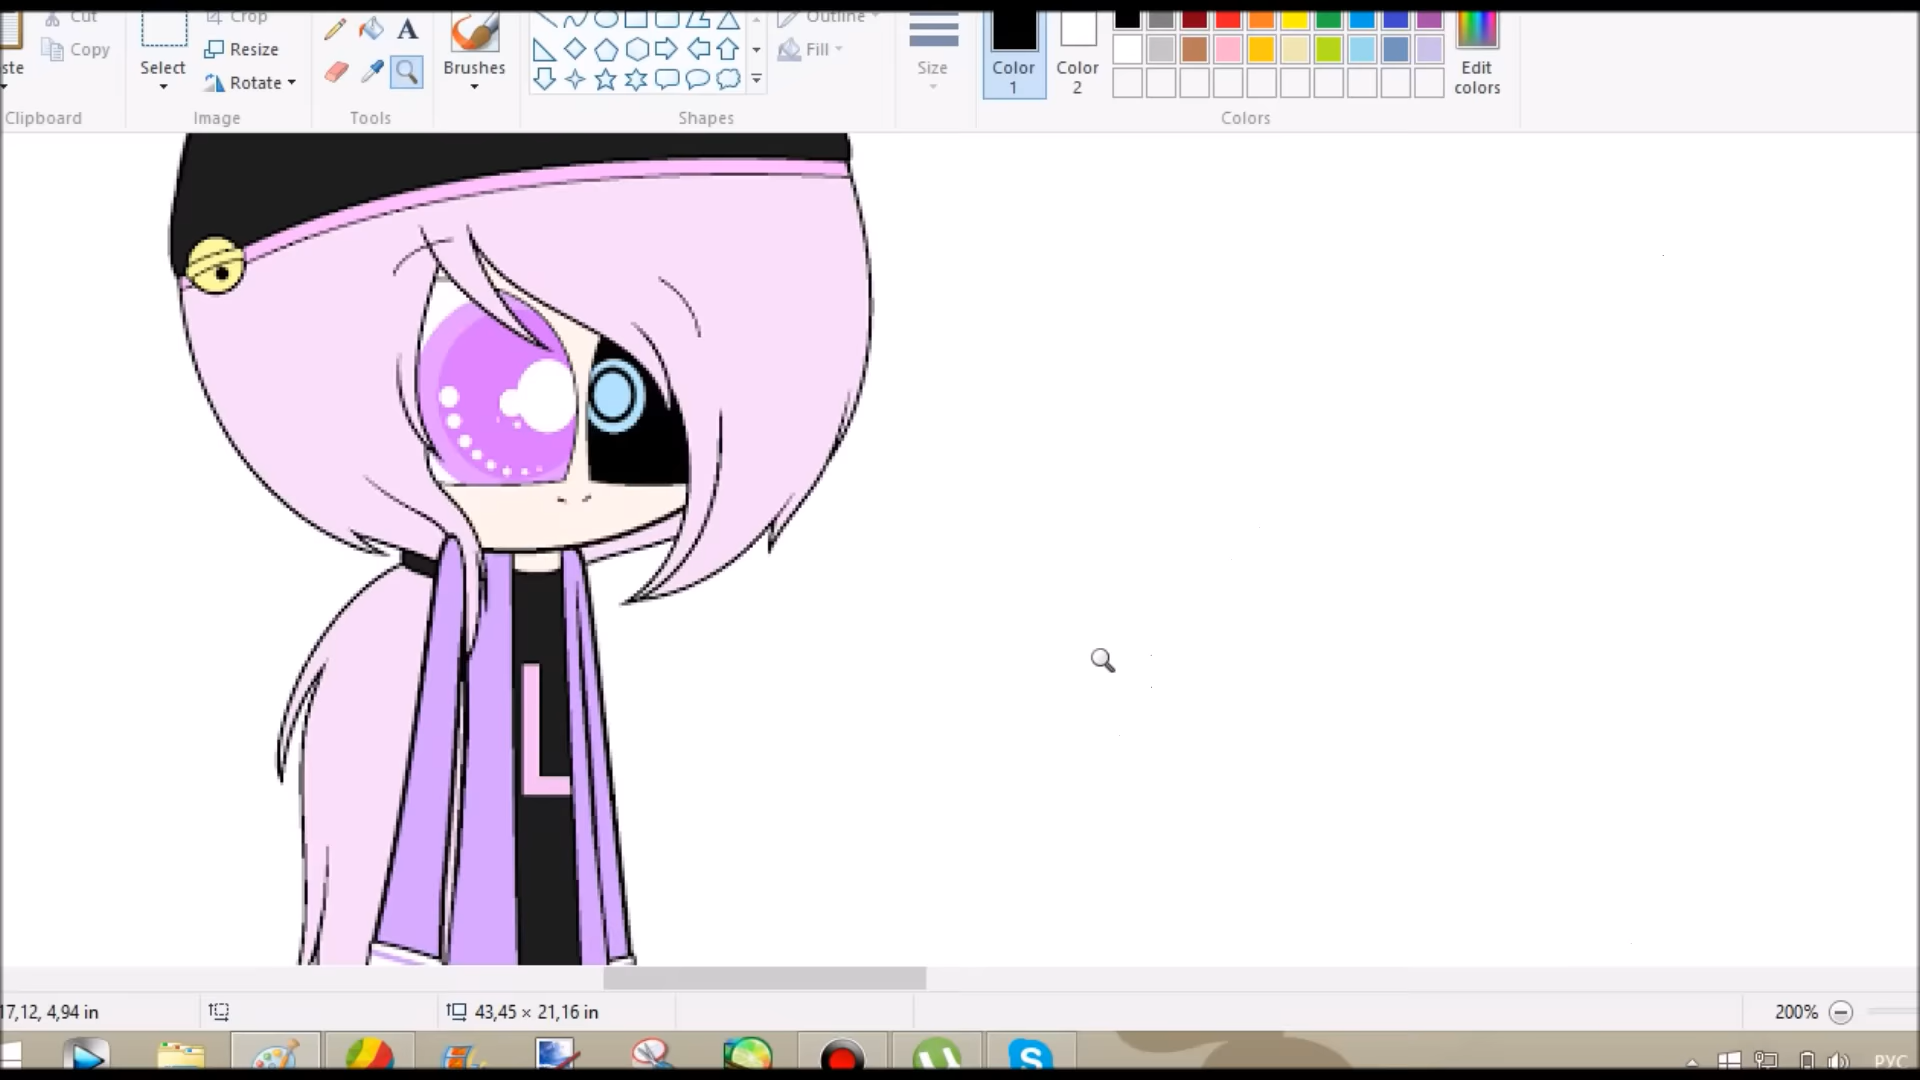 Cut
Crop
Outline
ste
Copy
Resize
A
Fill
Select
Rotate
Brushes
Size
Color
1
Color
2
Edit
colors
Clipboard
Image
Tools
Shapes
Colors
L
17,12, 4,94 in
43,45 × 21,16 in
200%
РУС